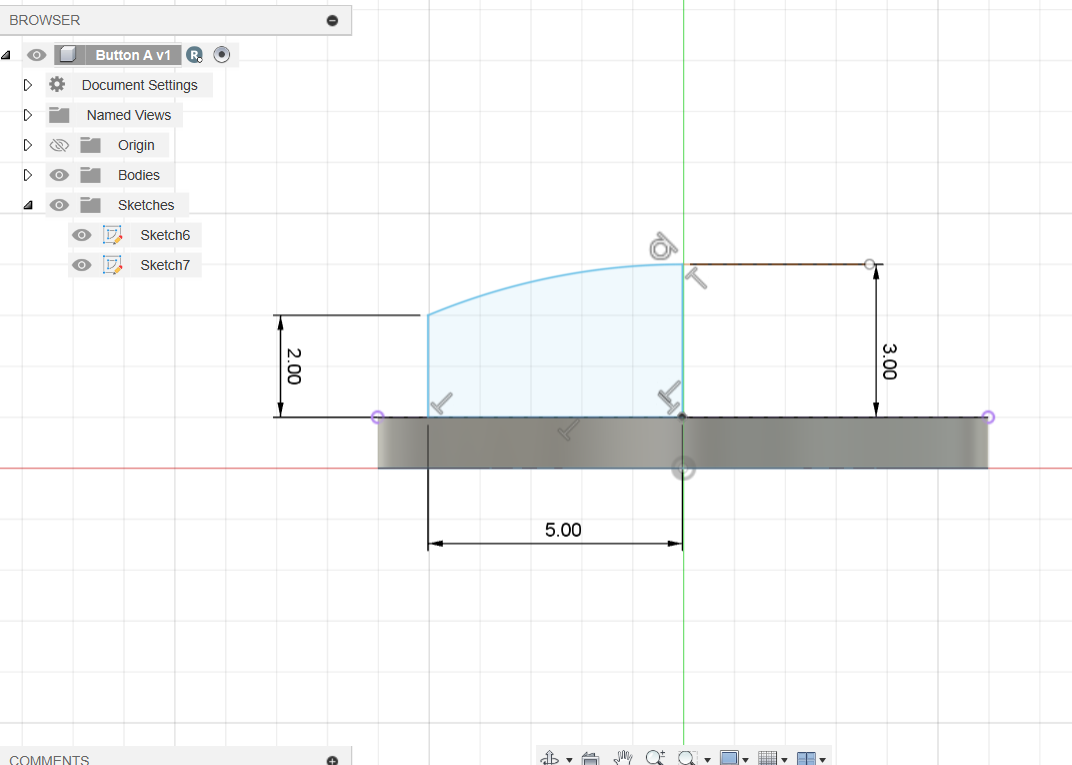 BROWSER
Button A v1
R
Document Settings
Named Views
Origin
Bodies
Sketches
Sketch6
Sketch7
2.00
3.00
5.00
COMMENTS